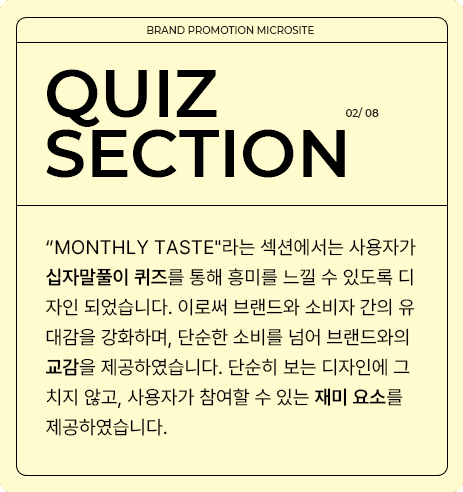 BRAND PROMOTION MICROSITE
QUIZ
02/ 08
SECTION
“MONTHLY TASTE"라는 섹션에서는 사용자가
십자말풀이 퀴즈를 통해 흥미를 느낄 수 있도록 디
자인 되었습니다. 이로써 브랜드와 소비자 간의 유
대감을 강화하며, 단순한 소비를 넘어 브랜드와의
교감을 제공하였습니다. 단순히 보는 디자인에 그
치지 않고, 사용자가 참여할 수 있는 재미 요소를
제공하였습니다.